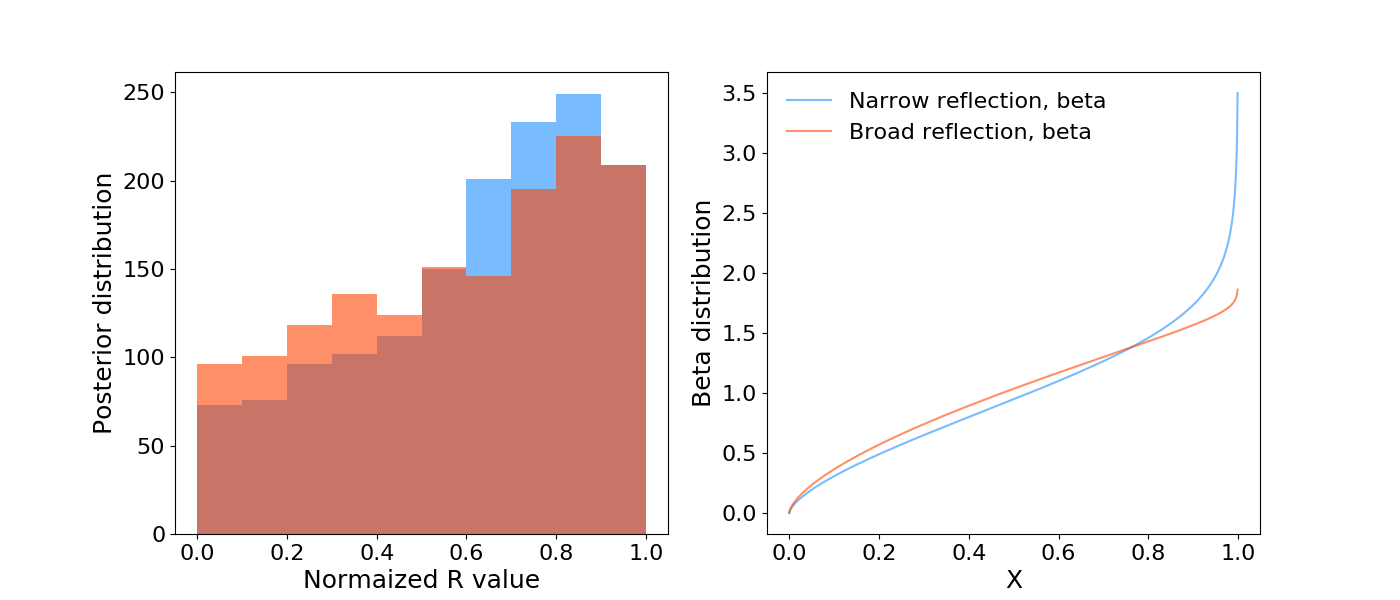 250
200
150
100
50
0
Posterior distribution
0.0 0.2 0.4 0.6 0.8 1.0
Normaized R value
Narrow reflection, beta
Broad reflection, beta
3.5
3.0
2.5
2.0
1.5
1.0
0.5
0.0
Beta distribution
0.0 0.2 0.4 0.6 0.8 1.0
X